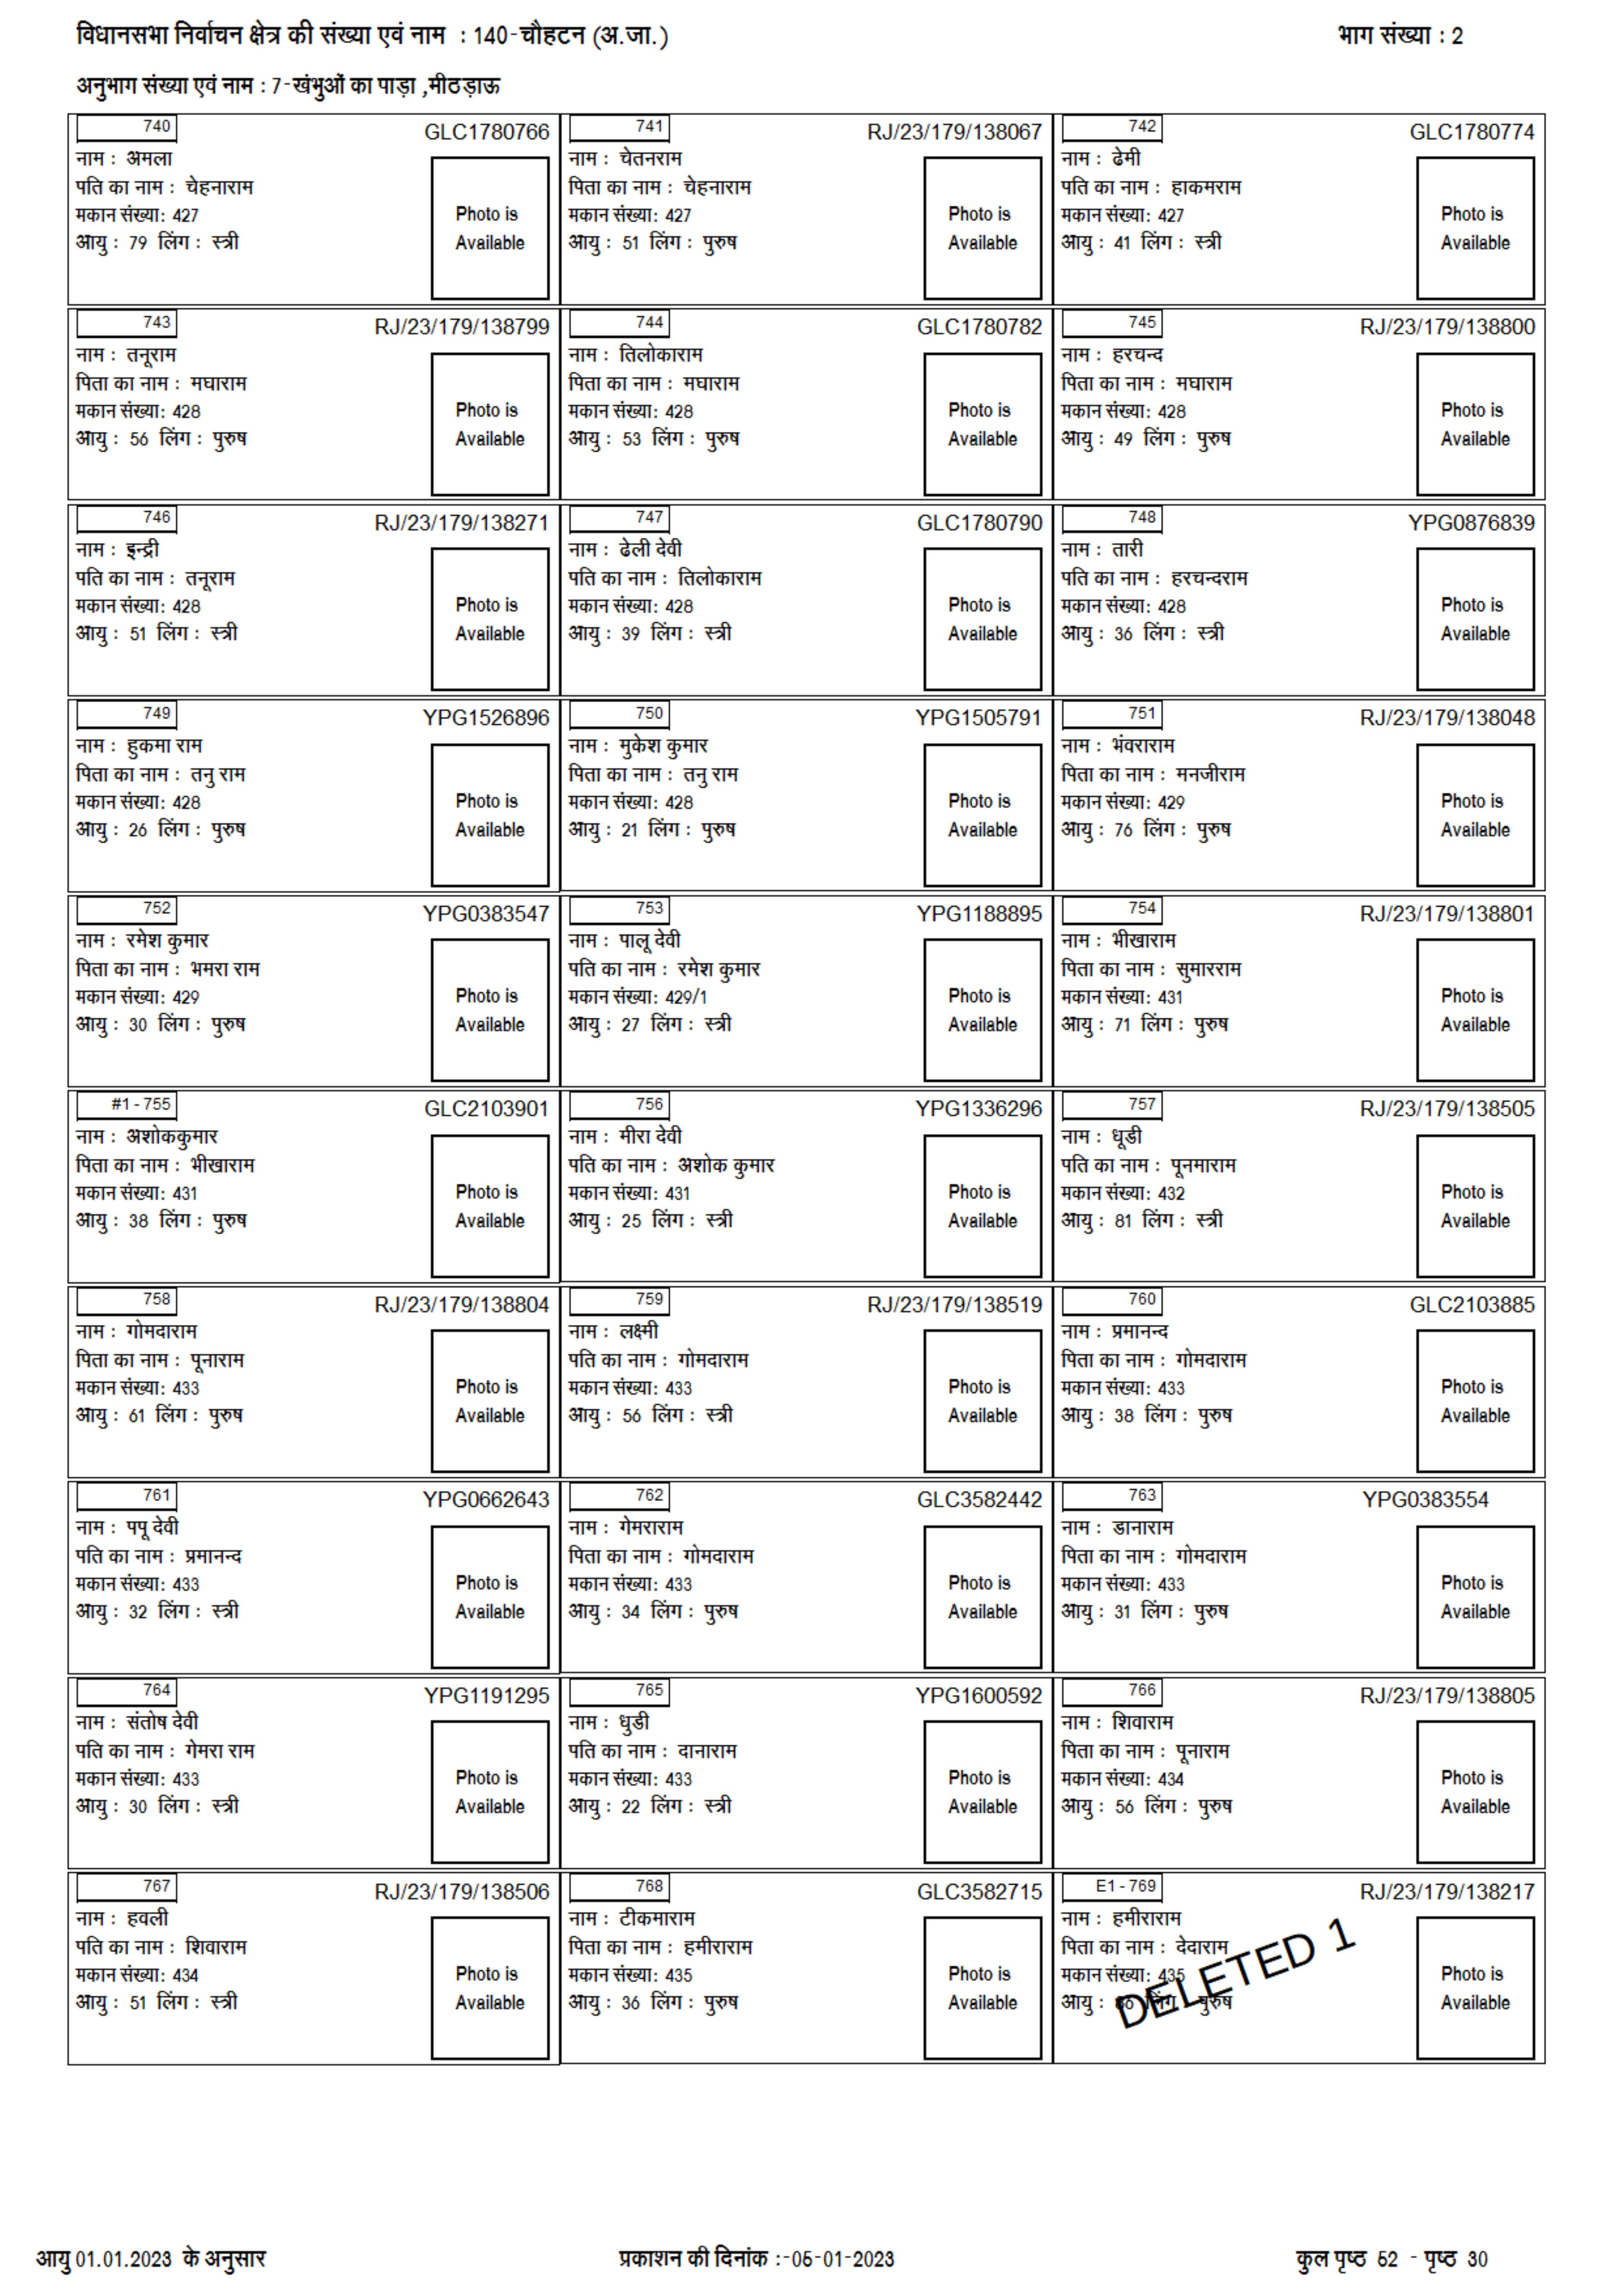 विधानसभा निर्वाचन क्षेत्र की संख्या एवं नाम : 140-चौहटन (अ.जा.) भाग संख्या : 2
अनुभाग संख्या एवं नाम : 7-खंभुओं का पाड़ा ,मीठड़ाऊ
740 GLC1780766
नाम : अमला
पति का नाम : चेहनाराम
मकान संख्या: 427
आयु : 79 लिंग : स्त्री
Photo is
Available
741 RJ/23/179/138067
नाम : चेतनराम
पिता का नाम : चेहनाराम
मकान संख्या: 427
आयु : 51 लिंग : पुरुष
Photo is
Available
742 GLC1780774
नाम : ढेमी
पति का नाम : हाकमराम
मकान संख्या: 427
आयु : 41 लिंग : स्त्री
Photo is
Available
743 RJ/23/179/138799
नाम : तनूराम
पिता का नाम : मघाराम
मकान संख्या: 428
आयु : 56 लिंग : पुरुष
Photo is
Available
744 GLC1780782
नाम : तिलोकाराम
पिता का नाम : मघाराम
मकान संख्या: 428
आयु : 53 लिंग : पुरुष
Photo is
Available
745 RJ/23/179/138800
नाम : हरचन्द
पिता का नाम : मघाराम
मकान संख्या: 428
आयु : 49 लिंग : पुरुष
Photo is
Available
746 RJ/23/179/138271
नाम : इन्द्री
पति का नाम : तनूराम
मकान संख्या: 428
आयु : 51 लिंग : स्त्री
Photo is
Available
747 GLC1780790
नाम : ढेली देवी
पति का नाम : तिलोकाराम
मकान संख्या: 428
आयु : 39 लिंग : स्त्री
Photo is
Available
748 YPG0876839
नाम : तारी
पति का नाम : हरचन्दराम
मकान संख्या: 428
आयु : 36 लिंग : स्त्री
Photo is
Available
749 YPG1526896
नाम : हुकमा राम
पिता का नाम : तनु राम
मकान संख्या: 428
आयु : 26 लिंग : पुरुष
Photo is
Available
750 YPG1505791
नाम : मुकेश कुमार
पिता का नाम : तनु राम
मकान संख्या: 428
आयु : 21 लिंग : पुरुष
Photo is
Available
751 RJ/23/179/138048
नाम : भंवराराम
पिता का नाम : मनजीराम
मकान संख्या: 429
आयु : 76 लिंग : पुरुष
Photo is
Available
752 YPG0383547
नाम : रमेश कुमार
पिता का नाम : भमरा राम
मकान संख्या: 429
आयु : 30 लिंग : पुरुष
Photo is
Available
753 YPG1188895
नाम : पालू देवी
पति का नाम : रमेश कुमार
मकान संख्या: 429/1
आयु : 27 लिंग : स्त्री
Photo is
Available
754 RJ/23/179/138801
नाम : भीखाराम
पिता का नाम : सुमारराम
मकान संख्या: 431
आयु : 71 लिंग : पुरुष
Photo is
Available
#1 - 755 GLC2103901
नाम : अशोककुमार
पिता का नाम : भीखाराम
मकान संख्या: 431
आयु : 38 लिंग : पुरुष
Photo is
Available
756 YPG1336296
नाम : मीरा देवी
पति का नाम : अशोक कुमार
मकान संख्या: 431
आयु : 25 लिंग : स्त्री
Photo is
Available
757 RJ/23/179/138505
नाम : धूडी
पति का नाम : पूनमाराम
मकान संख्या: 432
आयु : 81 लिंग : स्त्री
Photo is
Available
758 RJ/23/179/138804
नाम : गोमदाराम
पिता का नाम : पूनाराम
मकान संख्या: 433
आयु : 61 लिंग : पुरुष
Photo is
Available
759 RJ/23/179/138519
नाम : लक्ष्मी
पति का नाम : गोमदाराम
मकान संख्या: 433
आयु : 56 लिंग : स्त्री
Photo is
Available
760 GLC2103885
नाम : प्रमानन्द
पिता का नाम : गोमदाराम
मकान संख्या: 433
आयु : 38 लिंग : पुरुष
Photo is
Available
761 YPG0662643
नाम : पपू देवी
पति का नाम : प्रमानन्द
मकान संख्या: 433
आयु : 32 लिंग : स्त्री
Photo is
Available
762 GLC3582442
नाम : गेमराराम
पिता का नाम : गोमदाराम
मकान संख्या: 433
आयु : 34 लिंग : पुरुष
Photo is
Available
763 YPG0383554
नाम : डानाराम
पिता का नाम : गोमदाराम
मकान संख्या: 433
आयु : 31 लिंग : पुरुष
Photo is
Available
764 YPG1191295
नाम : संतोष देवी
पति का नाम : गेमरा राम
मकान संख्या: 433
आयु : 30 लिंग : स्त्री
Photo is
Available
765 YPG1600592
नाम : धुडी
पति का नाम : दानाराम
मकान संख्या: 433
आयु : 22 लिंग : स्त्री
Photo is
Available
766 RJ/23/179/138805
नाम : शिवाराम
पिता का नाम : पूनाराम
मकान संख्या: 434
आयु : 56 लिंग : पुरुष
Photo is
Available
767 RJ/23/179/138506
नाम : हवली
पति का नाम : शिवाराम
मकान संख्या: 434
आयु : 51 लिंग : स्त्री
Photo is
Available
768 GLC3582715
नाम : टीकमाराम
पिता का नाम : हमीराराम
मकान संख्या: 435
आयु : 36 लिंग : पुरुष
Photo is
Available
E1 - 769 RJ/23/179/138217
नाम : हमीराराम
पिता का नाम : देदाराम
मकान संख्या: 435
आयु : लिंग : पुरुष
DELETED 1
Photo is
Available
आयु 01.01.2023 के अनुसार प्रकाशन की दिनांक :-05-01-2023 कुल पृष्ठ 52 - पृष्ठ 30